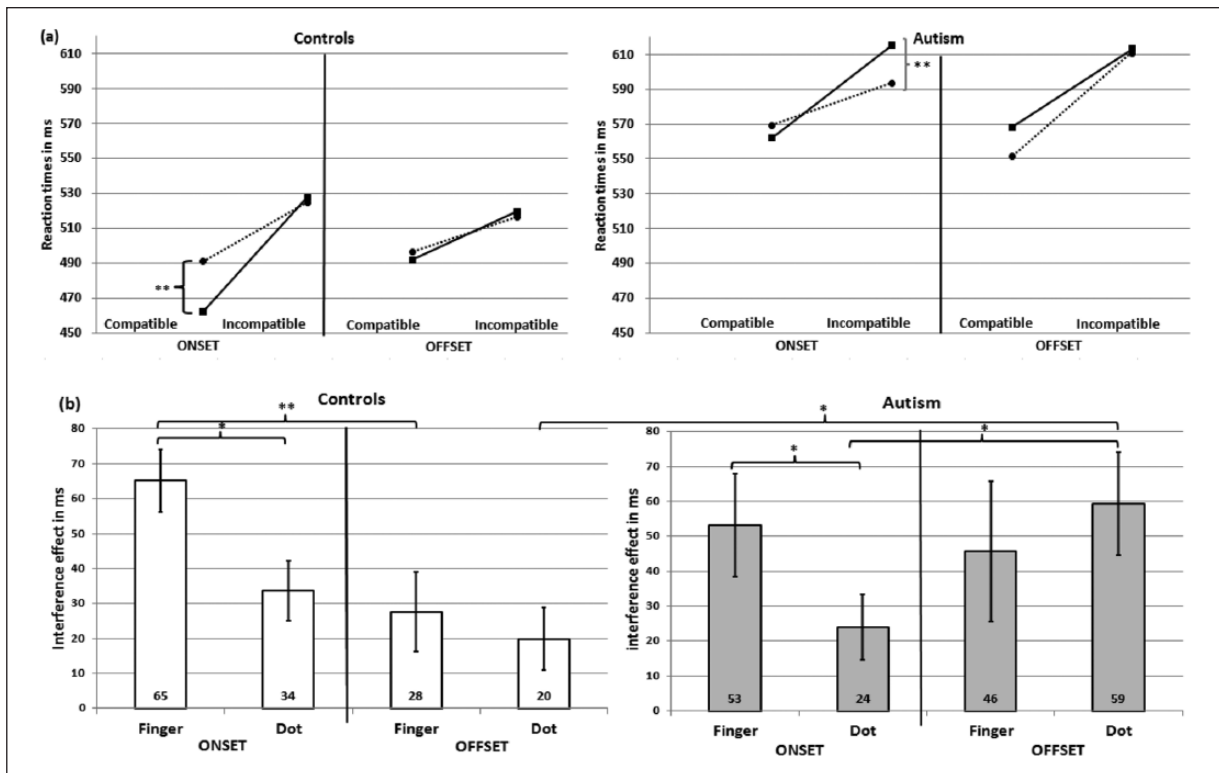 (a)
Controls
Reaction times in ms
610
590
570
550
530
510
490
470
450
**
Compatible
Incompatible
Compatible
Incompatible
ONSET
OFFSET
Autism
Reaction times in ms
610
590
570
550
530
510
490
470
450
**
Compatible
Incompatible
Compatible
Incompatible
ONSET
OFFSET
(b)
Controls
**
*
Interference effect in ms
80
70
60
50
40
30
20
10
0
65
34
28
20
Finger
Dot
Finger
Dot
ONSET
OFFSET
Autism
*
*
*
interference effect in ms
80
70
60
50
40
30
20
10
0
53
24
46
59
Finger
Dot
Finger
Dot
ONSET
OFFSET